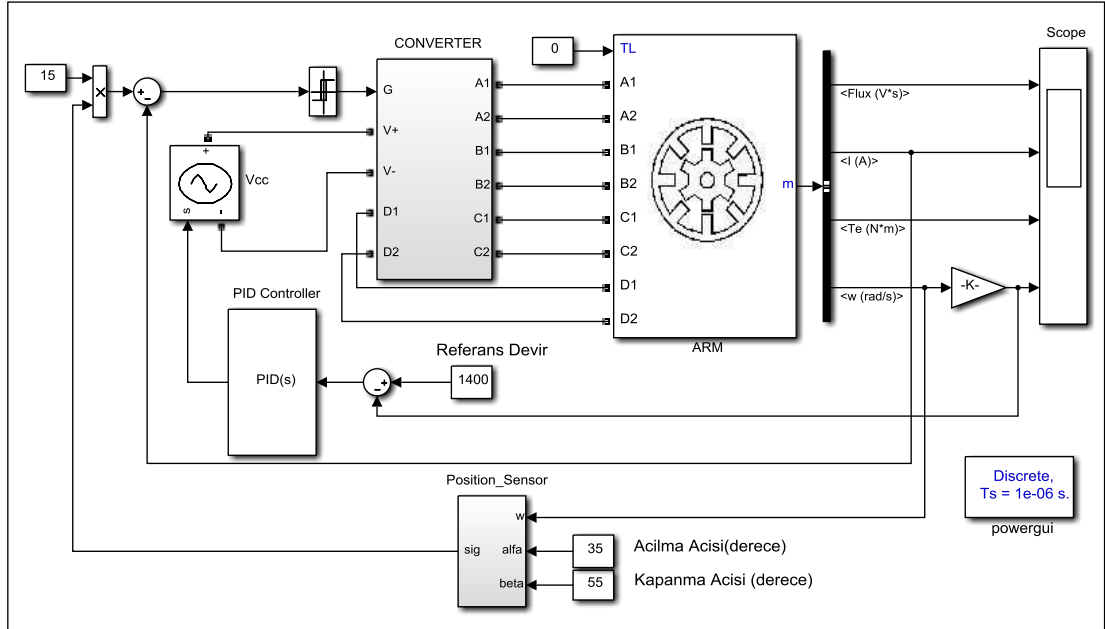 Scope
CONVERTER
0
TL
15
×
+
-
G
V+
V-
D1
D2
A1
A2
B1
B2
C1
C2
A1
A2
B1
B2
C1
C2
D1
D2
m
ARM
<Flux (V*s)>
<I (A)>
<Te (N*m)>
<w (rad/s)>
-K-
+
-
s
Vcc
PID Controller
PID(s)
Referans Devir
1400
+
-
Position_Sensor
w
sig
alfa
beta
35
Acilma Acisi(derece)
55
Kapanma Acisi (derece)
Discrete,
Ts = 1e-06 s.
powergui